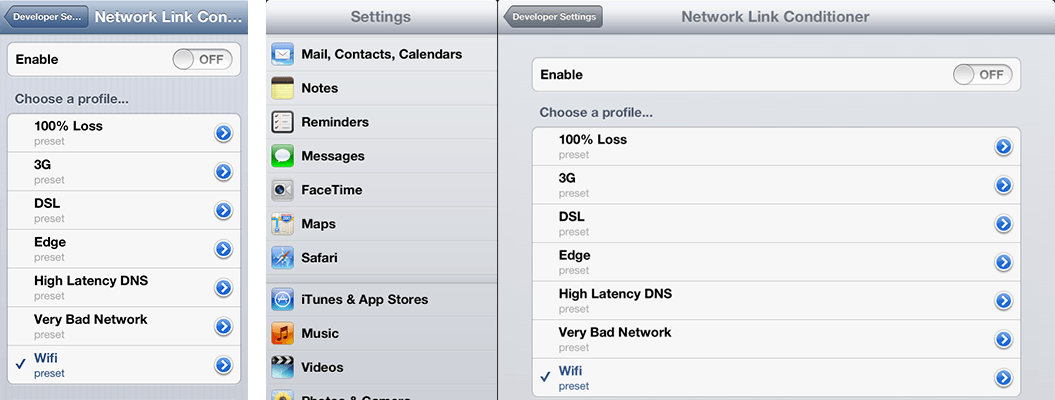 Developer Se...
Network Link Con...
Enable
OFF
Choose a profile...
100% Loss
preset
3G
preset
DSL
preset
Edge
preset
High Latency DNS
preset
Very Bad Network
preset
Wifi
preset
Settings
Mail, Contacts, Calendars
Notes
Reminders
Messages
FaceTime
Maps
Safari
iTunes & App Stores
Music
Videos
Photos & Camera
Developer Settings
Network Link Conditioner
Enable
OFF
Choose a profile...
100% Loss
preset
3G
preset
DSL
preset
Edge
preset
High Latency DNS
preset
Very Bad Network
preset
Wifi
preset